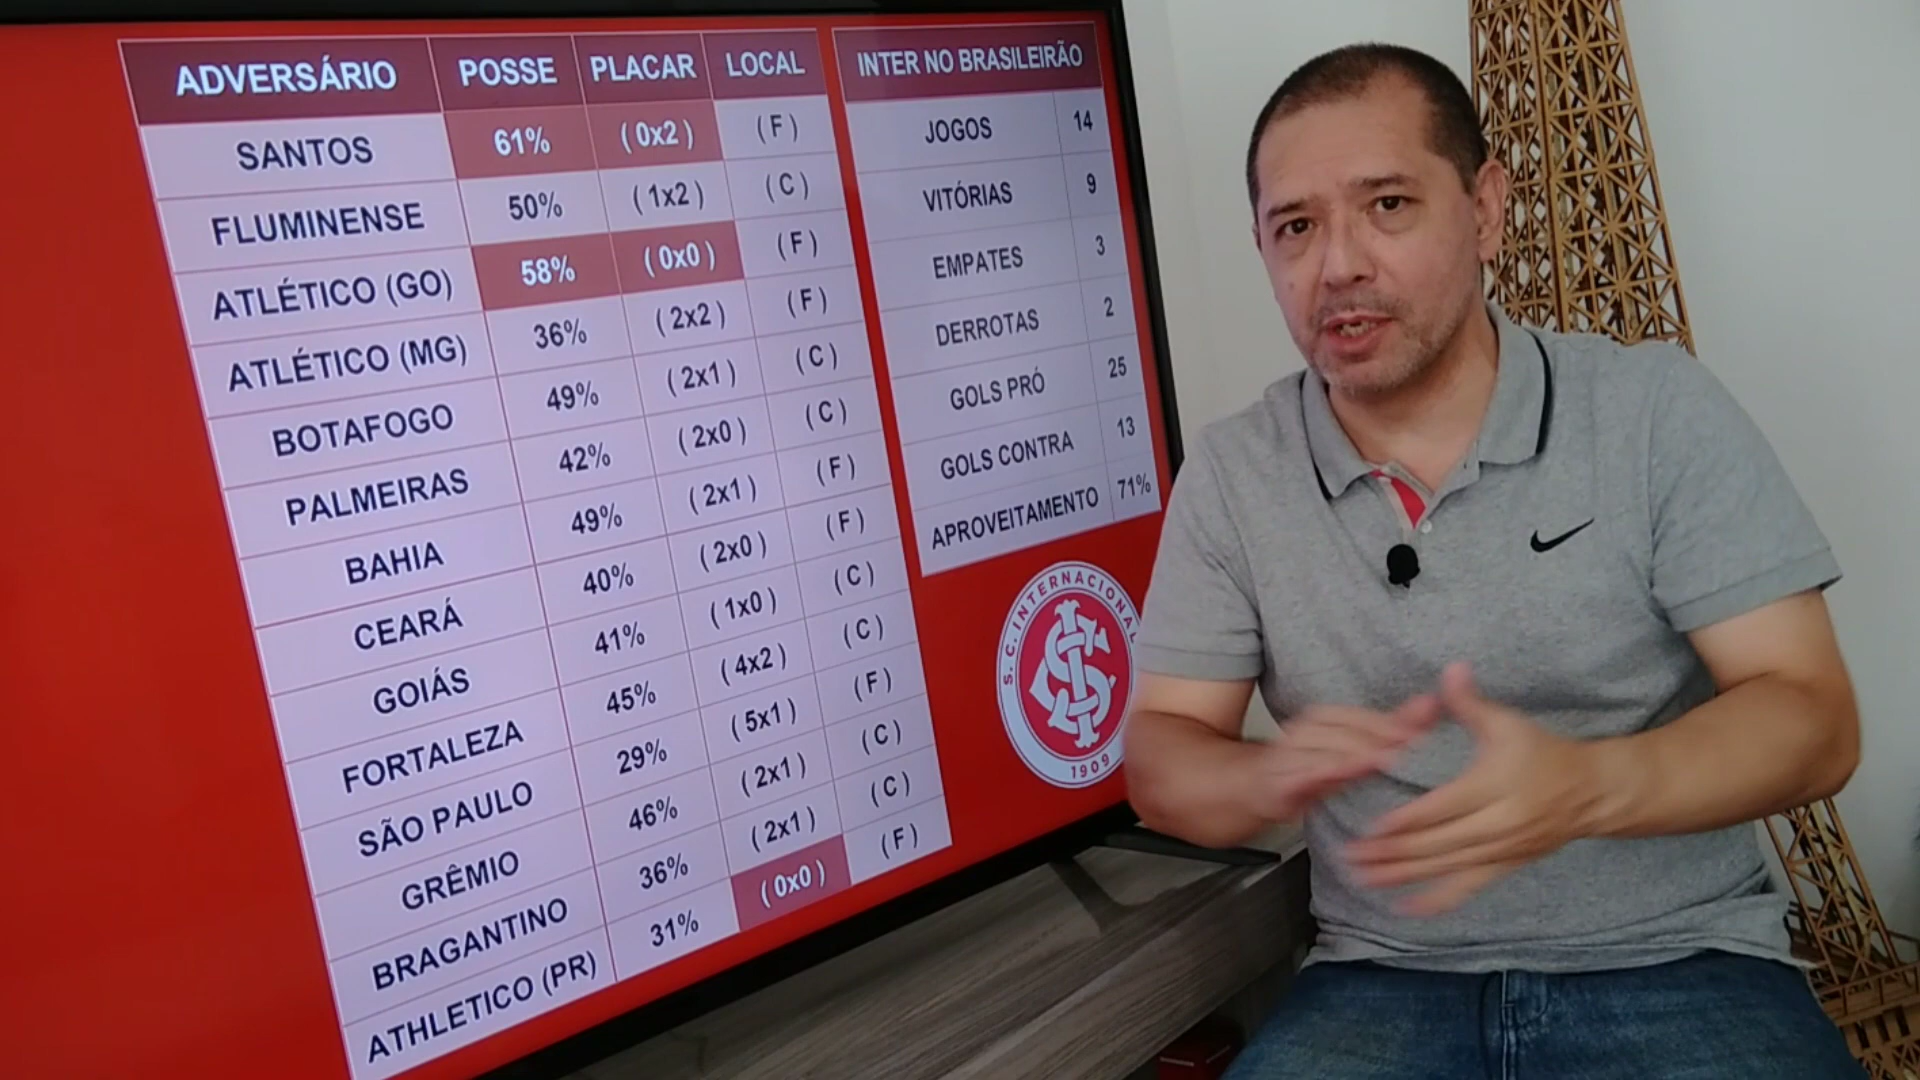 ADVERSÁRIO POSSE PLACAR LOCAL
SANTOS 61% ( 0x2 ) ( F )
FLUMINENSE 50% ( 1x2 ) ( C )
ATLÉTICO (GO) 58% ( 0x0 ) ( F )
ATLÉTICO (MG) 36% ( 2x2 ) ( F )
BOTAFOGO 49% ( 2x1 ) ( C )
PALMEIRAS 42% ( 2x0 ) ( C )
BAHIA 49% ( 2x1 ) ( F )
CEARÁ 40% ( 2x0 ) ( F )
GOIÁS 41% ( 1x0 ) ( C )
FORTALEZA 45% ( 4x2 ) ( C )
SÃO PAULO 29% ( 5x1 ) ( F )
GRÊMIO 46% ( 2x1 ) ( C )
BRAGANTINO 36% ( 2x1 ) ( C )
ATHLETICO (PR) 31% ( 0x0 ) ( F )
INTER NO BRASILEIRÃO
JOGOS 14
VITÓRIAS 9
EMPATES 3
DERROTAS 2
GOLS PRÓ 25
GOLS CONTRA 13
APROVEITAMENTO 71%
S. C. INTERNACIONAL
1909